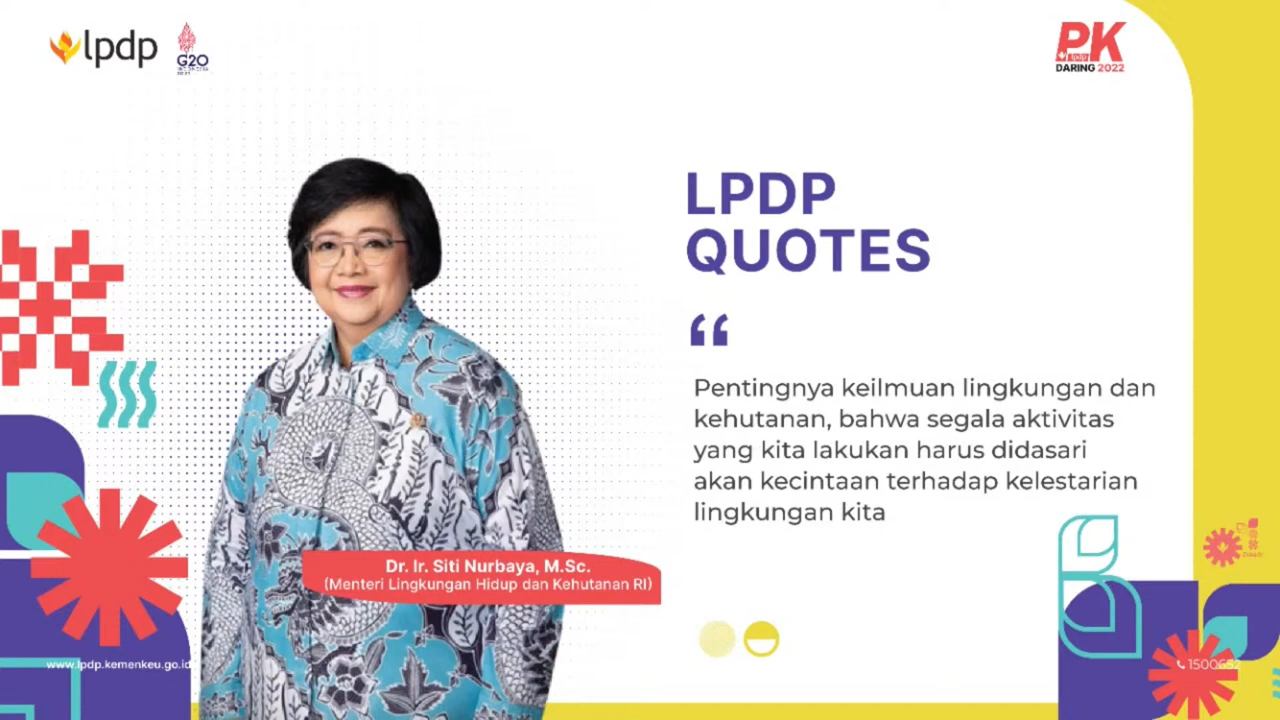 lpdp
G20
PK
lpdp
DARING 2022
LPDP
QUOTES
“
Pentingnya keilmuan lingkungan dan
kehutanan, bahwa segala aktivitas
yang kita lakukan harus didasari
akan kecintaan terhadap kelestarian
lingkungan kita
Dr. Ir. Siti Nurbaya, M.Sc.
(Menteri Lingkungan Hidup dan Kehutanan RI)
www.lpdp.kemenkeu.go.id
1500652